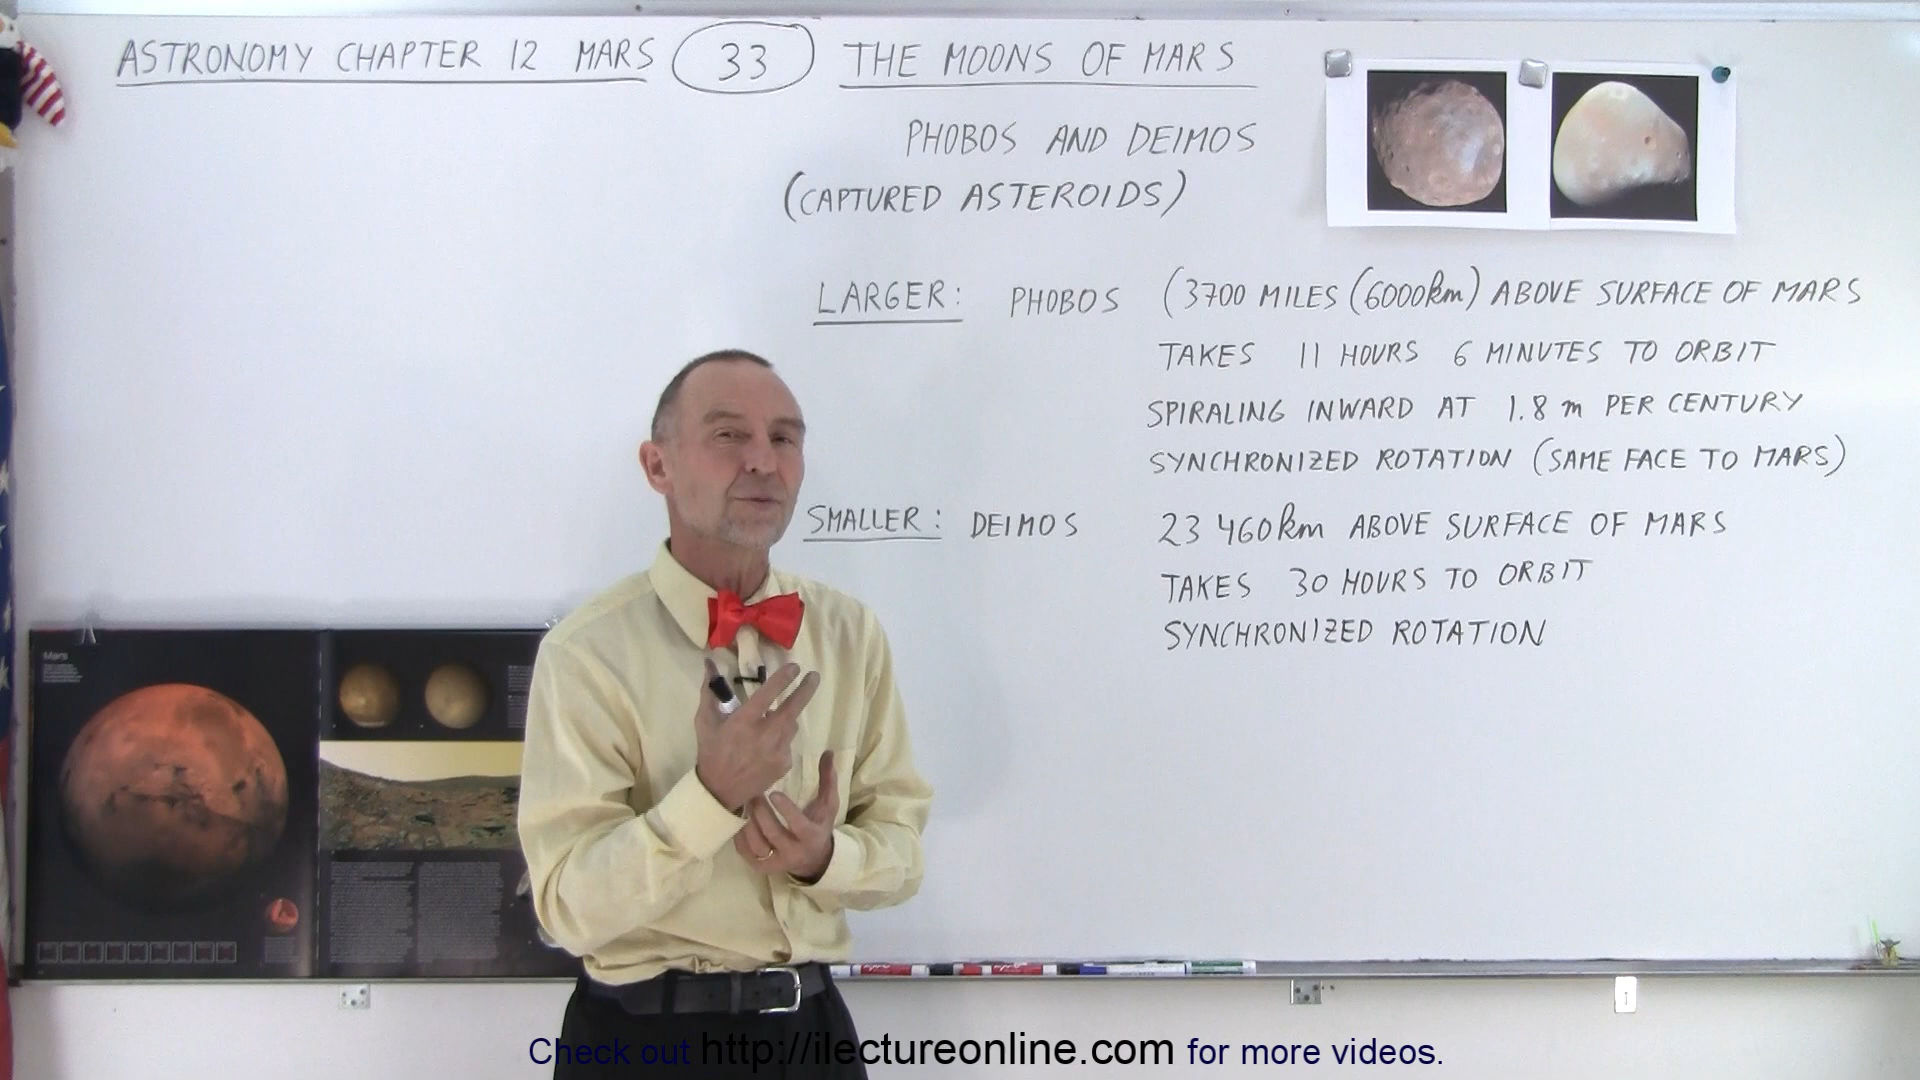 ASTRONOMY CHAPTER 12 MARS 33 THE MOONS OF MARS
PHOBOS AND DEIMOS
(CAPTURED ASTEROIDS)
LARGER: PHOBOS (3700 MILES (6000km) ABOVE SURFACE OF MARS
TAKES 11 HOURS 6 MINUTES TO ORBIT
SPIRALING INWARD AT 1.8 m PER CENTURY
SYNCHRONIZED ROTATION (SAME FACE TO MARS)
SMALLER: DEIMOS 23 460km ABOVE SURFACE OF MARS
TAKES 30 HOURS TO ORBIT
SYNCHRONIZED ROTATION
Mars
Check out http://ilectureonline.com for more videos.